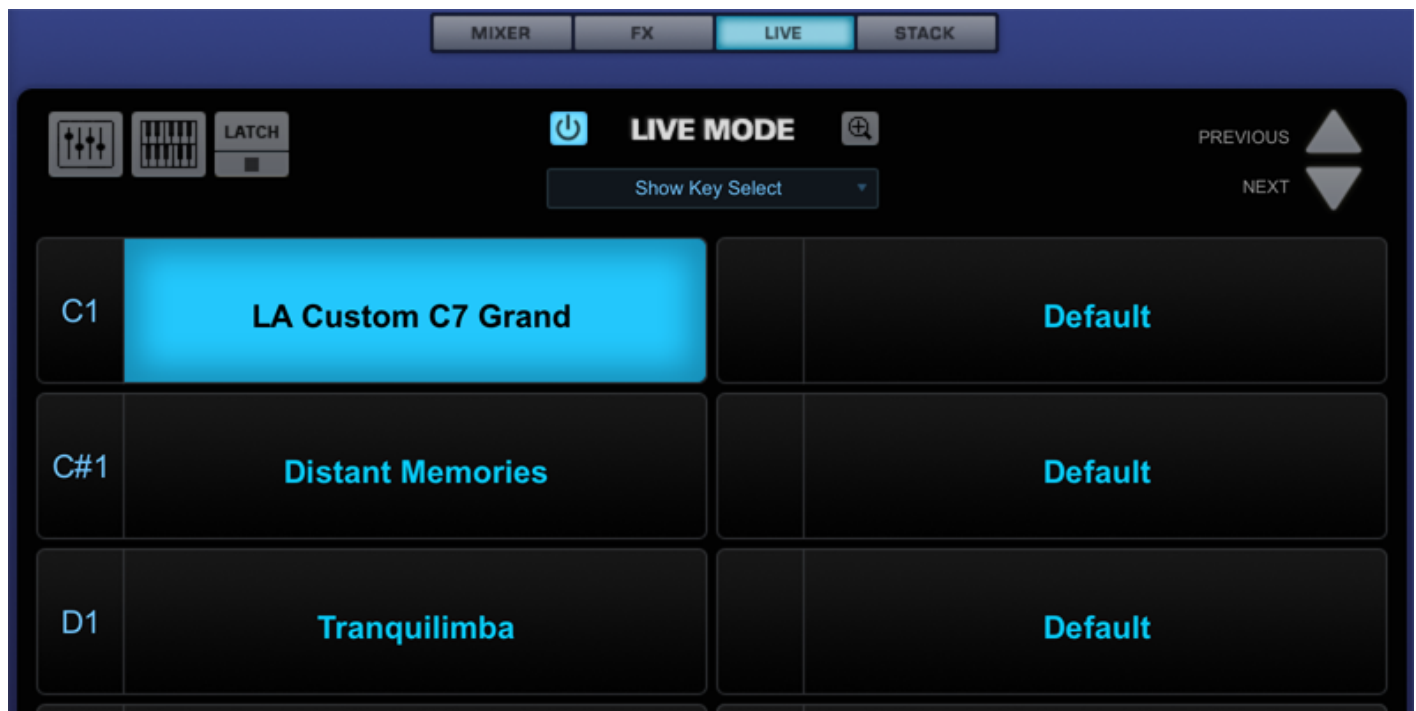 MIXER FX LIVE STACK
LATCH
LIVE MODE
PREVIOUS
Show Key Select
NEXT
C1 LA Custom C7 Grand Default
C#1 Distant Memories Default
D1 Tranquilimba Default